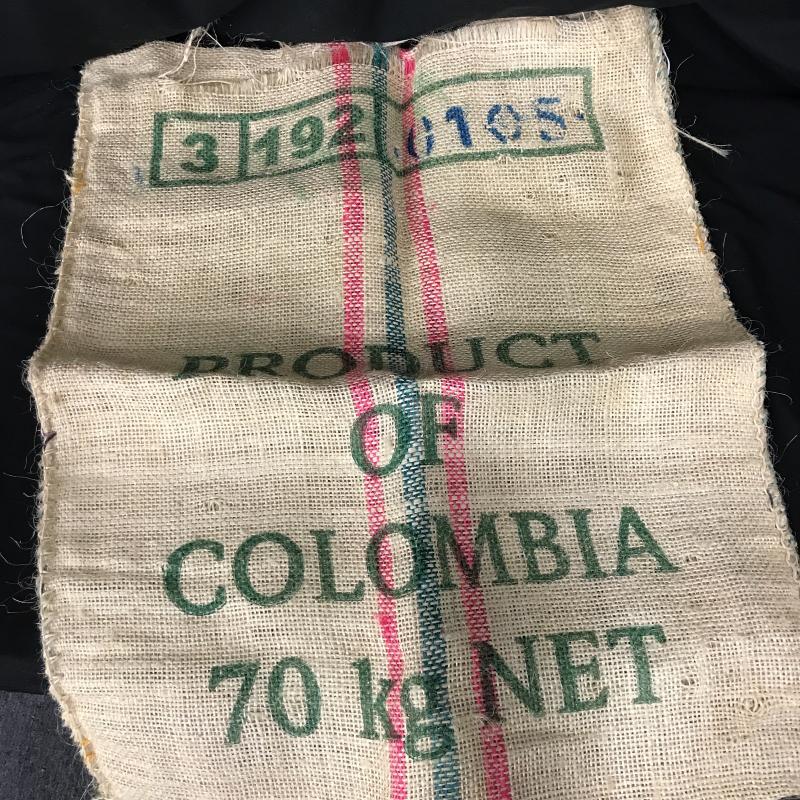 3 192 0105
PRODUCT
OF
COLOMBIA
70 kg NET